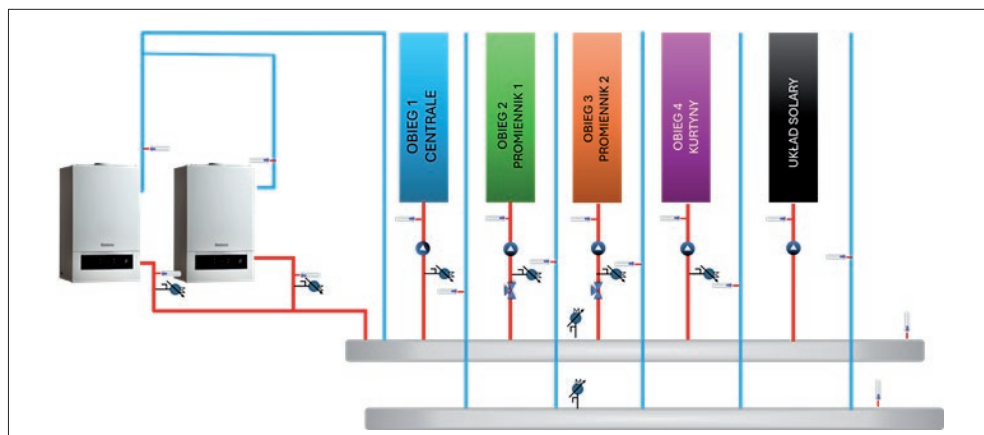 OBIEG 1
CENTRALE
OBIEG 2
PROMIENNIK 1
OBIEG 3
PROMIENNIK 2
OBIEG 4
KURTYNY
UKŁAD SOLARY